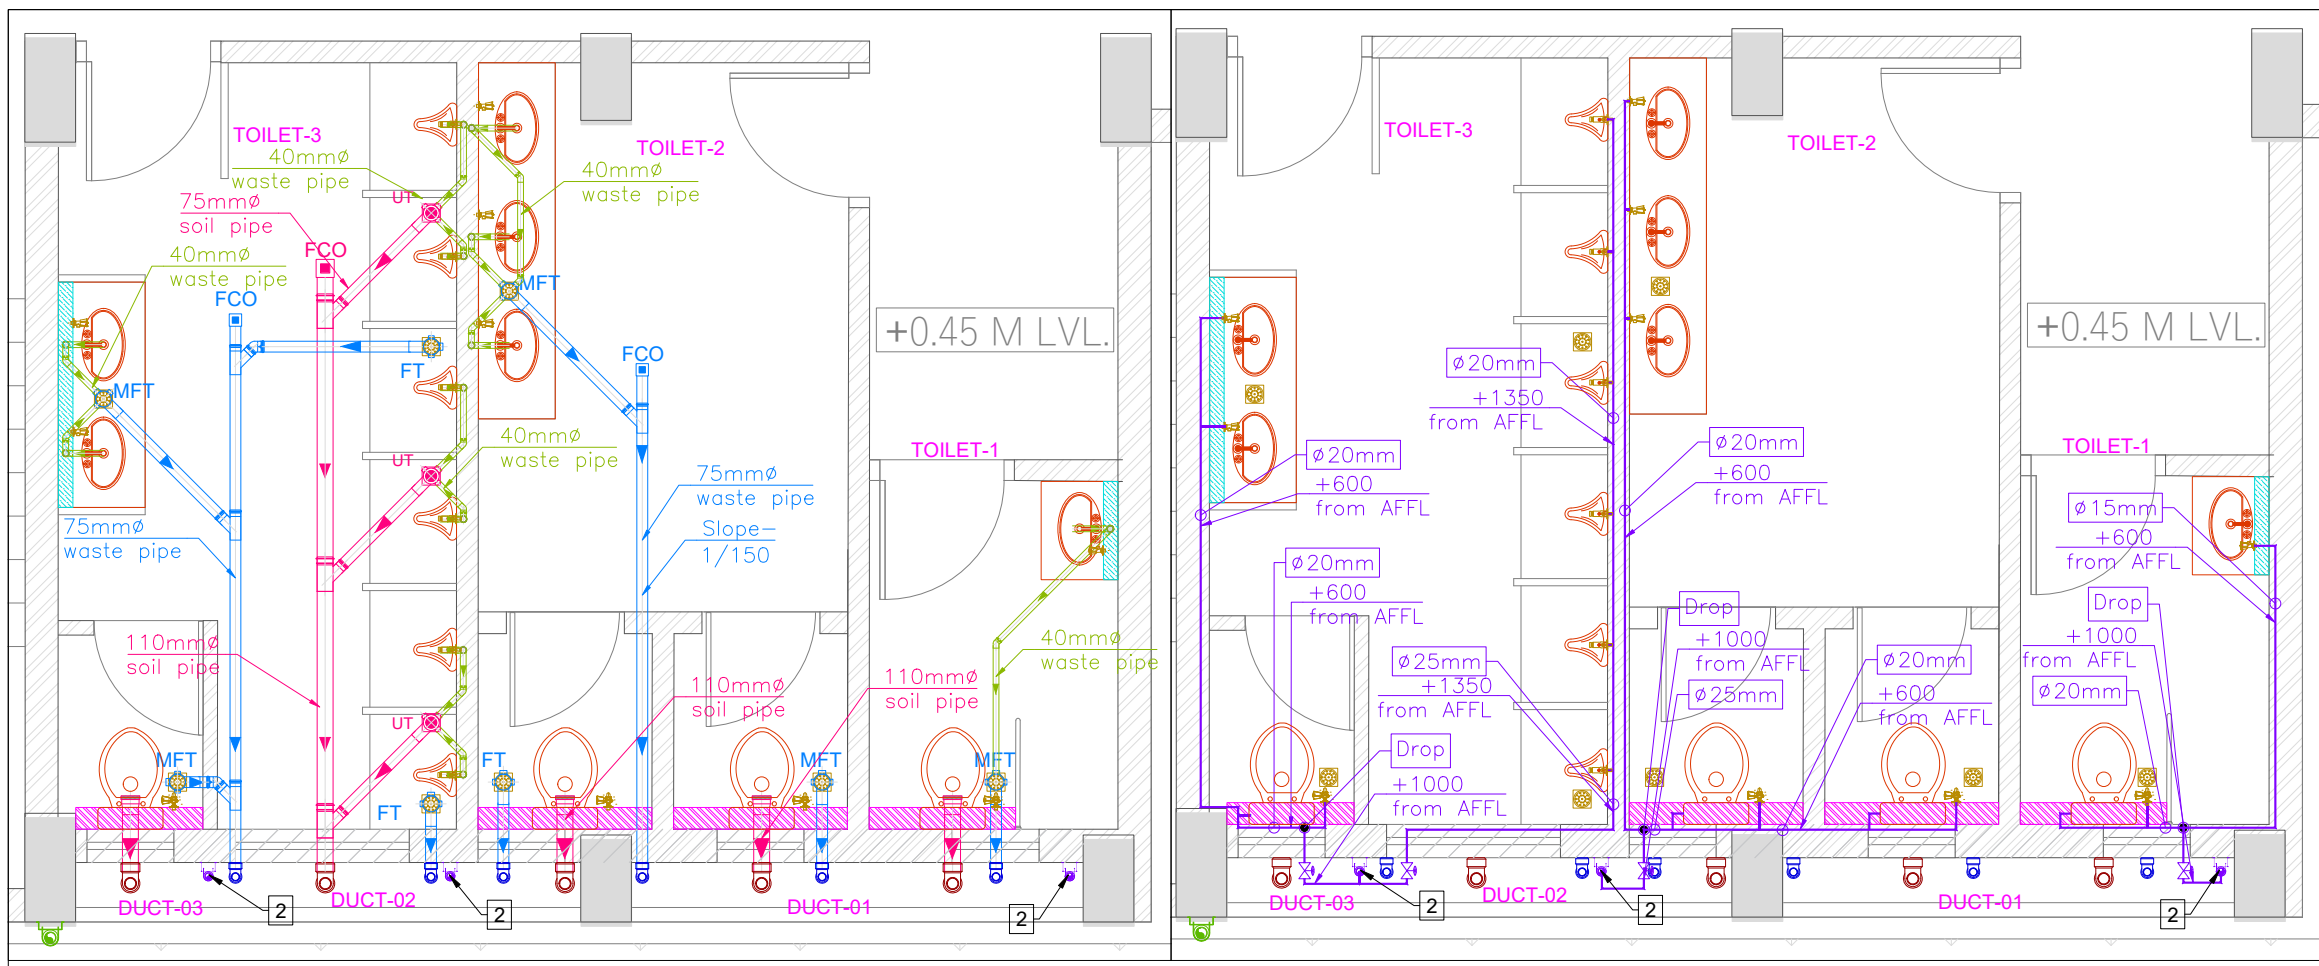 TOILET-3
40mmø
waste pipe
TOILET-2
40mmø
waste pipe
UT
75mmø
soil pipe
FCO
40mmø
waste pipe
FCO
MFT
FCO
+0.45 M LVL.
FT
MFT
40mmø
waste pipe
UT
TOILET-1
75mmø
waste pipe
Slope-
1/150
75mmø
waste pipe
110mmø
soil pipe
40mmø
waste pipe
110mmø
soil pipe
110mmø
soil pipe
UT
MFT
FT
MFT
MFT
FT
DUCT-03
DUCT-02
DUCT-01
2
2
2
TOILET-3
TOILET-2
+0.45 M LVL.
ø20mm
+1350
from AFFL
ø20mm
+600
from AFFL
ø20mm
+600
from AFFL
TOILET-1
ø15mm
+600
from AFFL
ø20mm
+600
from AFFL
Drop
+1000
from AFFL
ø25mm
Drop
+1000
from AFFL
ø20mm
ø25mm
+1350
from AFFL
ø20mm
+600
from AFFL
Drop
+1000
from AFFL
DUCT-03
DUCT-02
DUCT-01
2
2
2